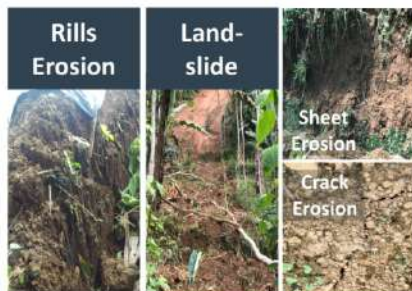 Rills
Erosion
Land-
slide
Sheet
Erosion
Crack
Erosion